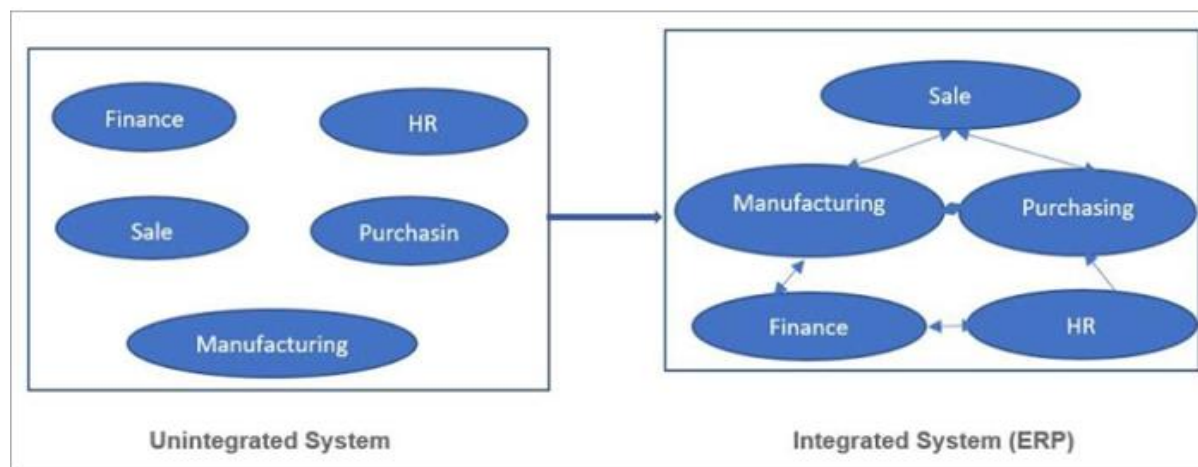 Finance
HR
Sale
Purchasin
Manufacturing
Unintegrated System
Sale
Manufacturing
Purchasing
Finance
HR
Integrated System (ERP)